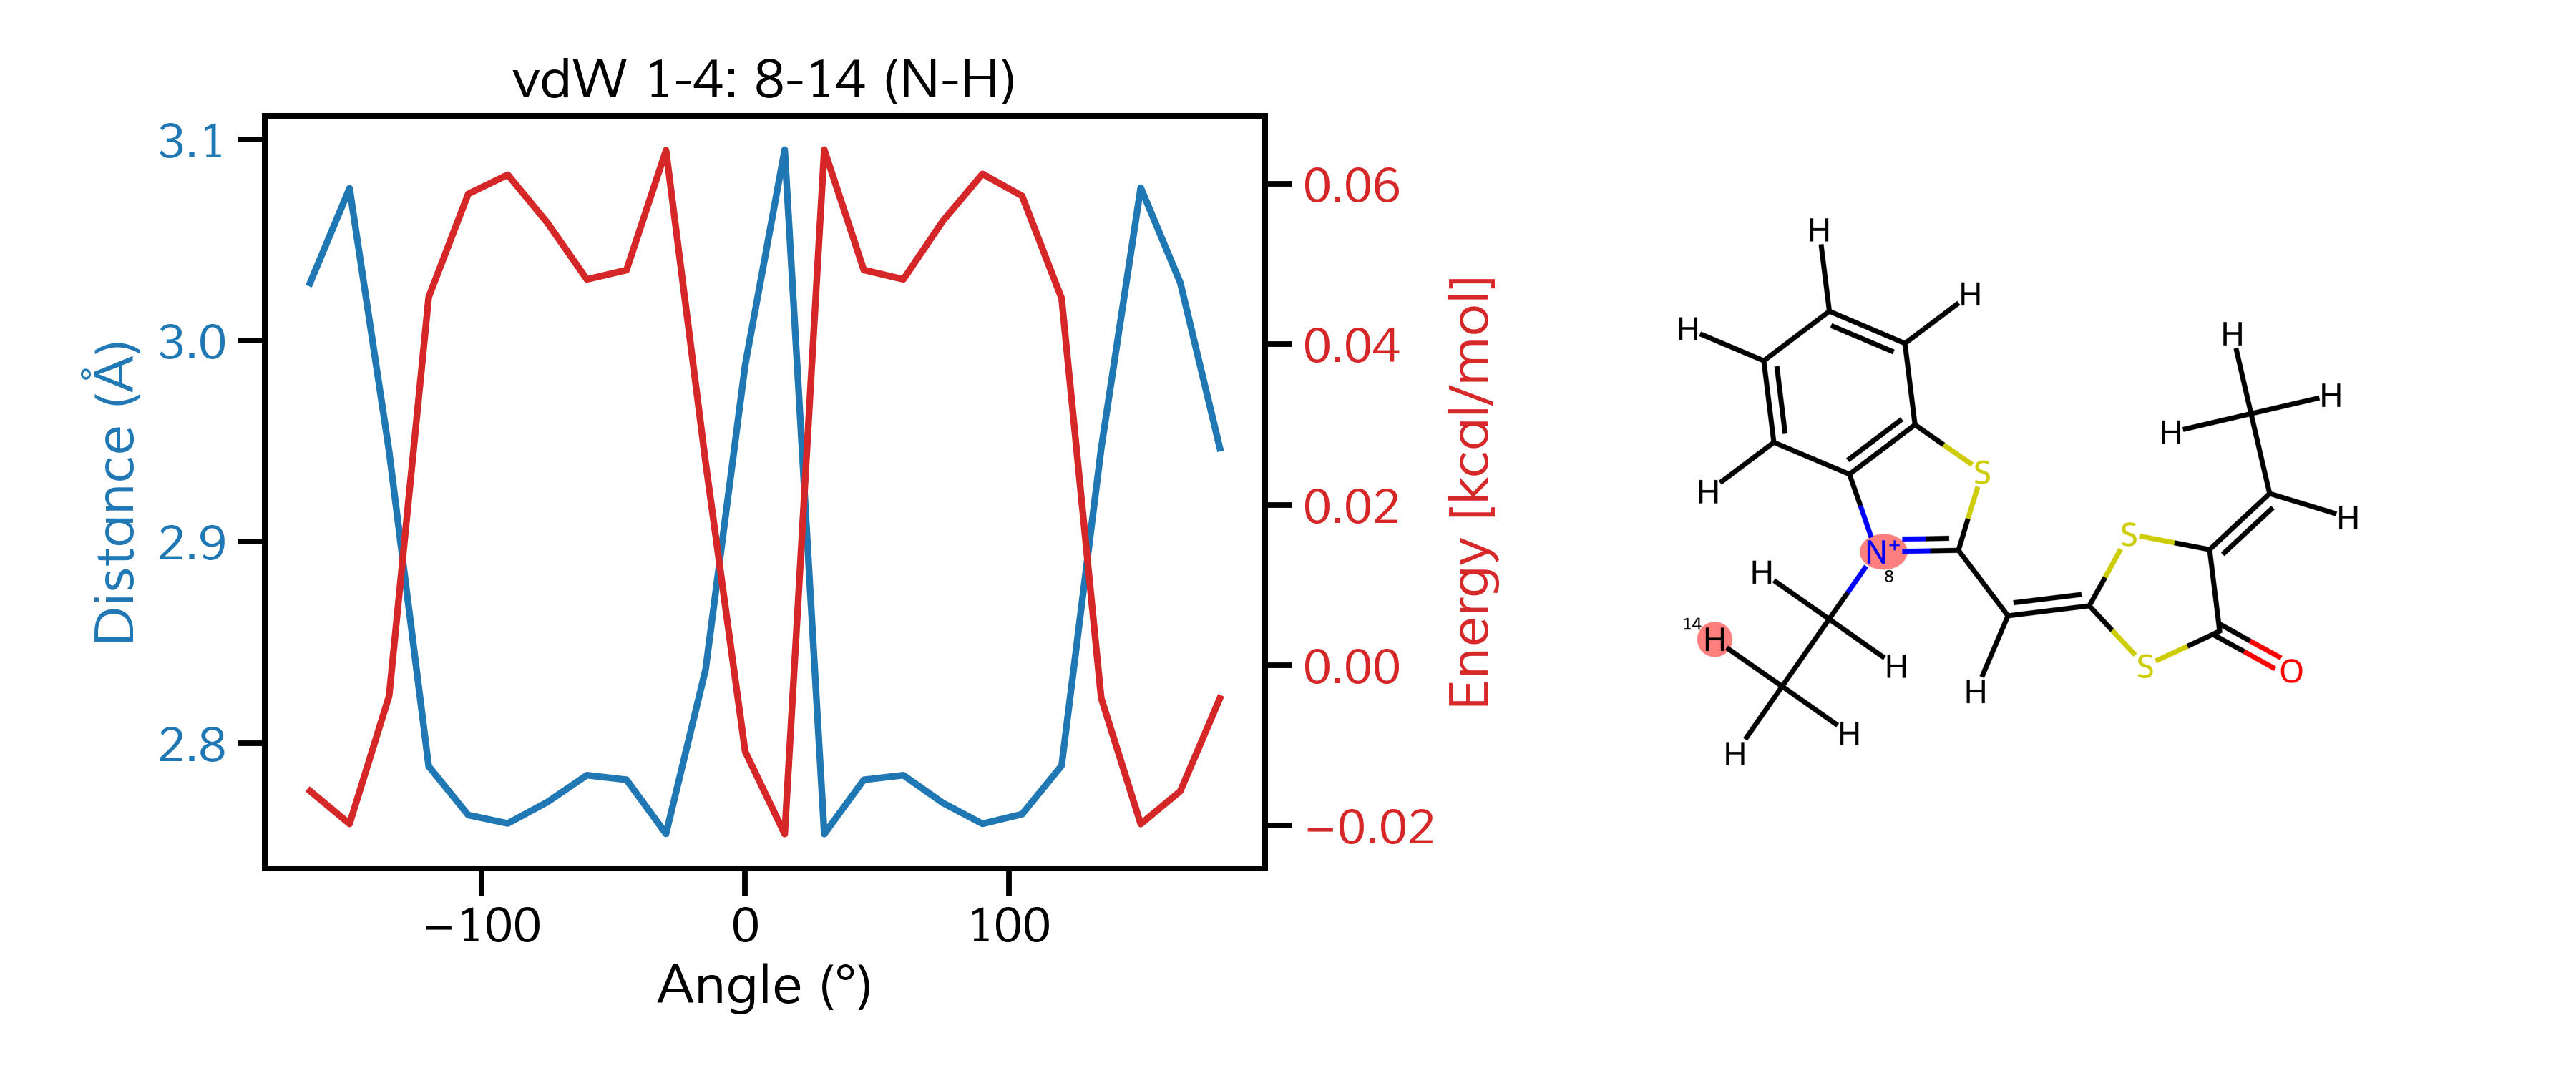 vdW 1-4: 8-14 (N-H)
3.1
3.0
2.9
2.8
Distance (Å)
0.06
0.04
0.02
0.00
−0.02
Energy [kcal/mol]
−100 0 100
Angle (°)
H
H
H
H
H
H
H
S
H
H
S
N+
8
H
14
H
H
S
O
H
H
H